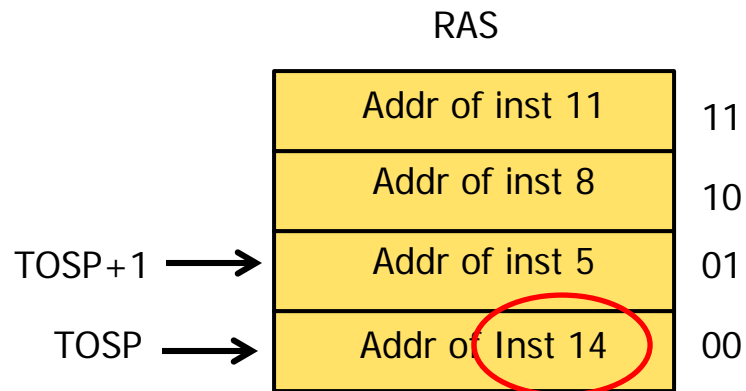 RAS
Addr of inst 11 11
Addr of inst 8 10
TOSP+1 Addr of inst 5 01
TOSP Addr of Inst 14 00